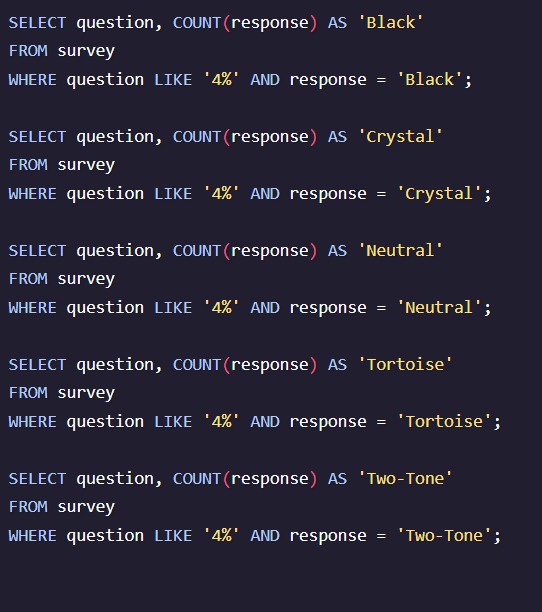 SELECT question, COUNT(response) AS 'Black'
FROM survey
WHERE question LIKE '4%' AND response = 'Black';
SELECT question, COUNT(response) AS 'Crystal'
FROM survey
WHERE question LIKE '4%' AND response = 'Crystal';
SELECT question, COUNT(response) AS 'Neutral'
FROM survey
WHERE question LIKE '4%' AND response = 'Neutral';
SELECT question, COUNT(response) AS 'Tortoise'
FROM survey
WHERE question LIKE '4%' AND response = 'Tortoise';
SELECT question, COUNT(response) AS 'Two-Tone'
FROM survey
WHERE question LIKE '4%' AND response = 'Two-Tone';